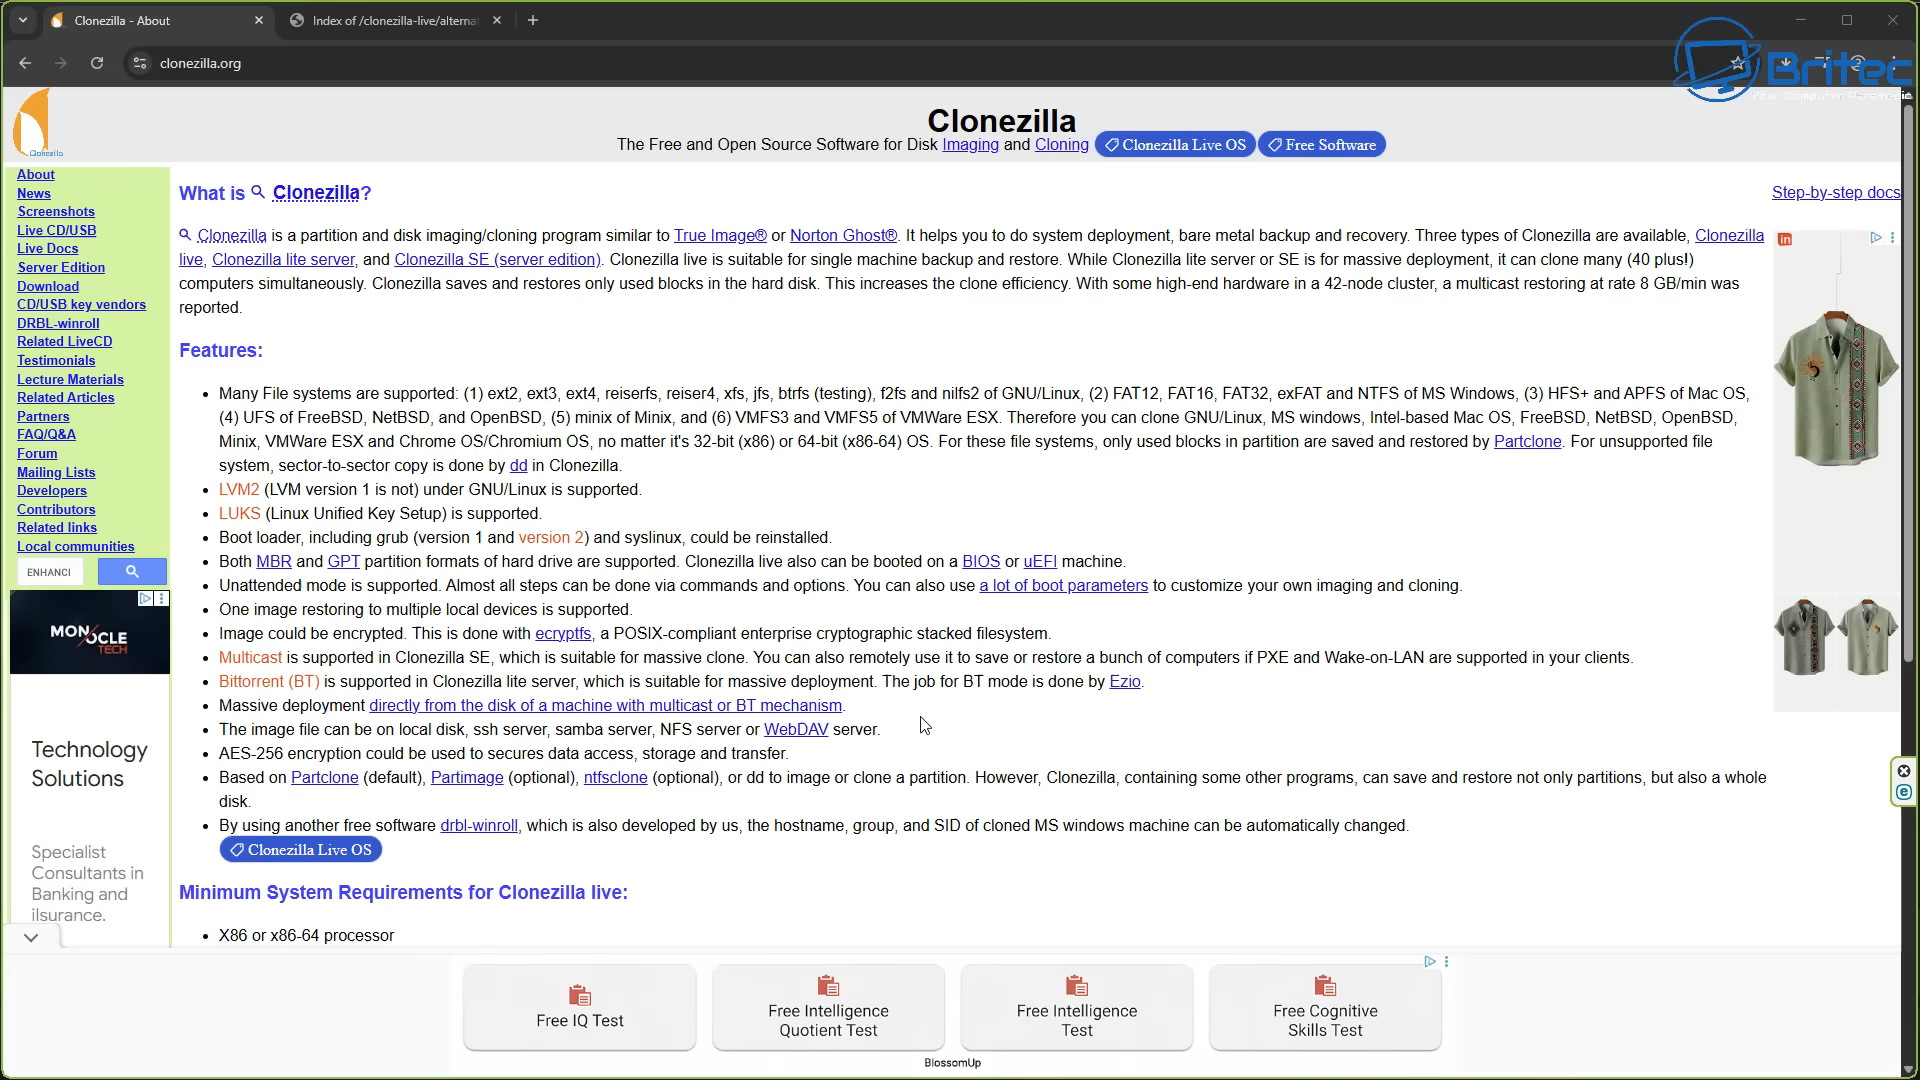 Clonezilla - About
Index of /clonezilla-live/alterna
clonezilla.org
Britec
Clonezilla
Clonezilla
The Free and Open Source Software for Disk Imaging and Cloning Clonezilla Live OS Free Software
About
News
Screenshots
Live CD/USB
Live Docs
Server Edition
Download
CD/USB key vendors
DRBL-winroll
Related LiveCD
Testimonials
Lecture Materials
Related Articles
Partners
FAQ/Q&A
Forum
Mailing Lists
Developers
Contributors
Related links
Local communities
ENHANCI
MONOCLE
TECH
Technology
Solutions
Specialist
Consultants in
Banking and
ilsurance.
What is Clonezilla?
Step-by-step docs
Clonezilla is a partition and disk imaging/cloning program similar to True Image® or Norton Ghost®. It helps you to do system deployment, bare metal backup and recovery. Three types of Clonezilla are available, Clonezilla
live, Clonezilla lite server, and Clonezilla SE (server edition). Clonezilla live is suitable for single machine backup and restore. While Clonezilla lite server or SE is for massive deployment, it can clone many (40 plus!)
computers simultaneously. Clonezilla saves and restores only used blocks in the hard disk. This increases the clone efficiency. With some high-end hardware in a 42-node cluster, a multicast restoring at rate 8 GB/min was
reported.
Features:
• Many File systems are supported: (1) ext2, ext3, ext4, reiserfs, reiser4, xfs, jfs, btrfs (testing), f2fs and nilfs2 of GNU/Linux, (2) FAT12, FAT16, FAT32, exFAT and NTFS of MS Windows, (3) HFS+ and APFS of Mac OS,
(4) UFS of FreeBSD, NetBSD, and OpenBSD, (5) minix of Minix, and (6) VMFS3 and VMFS5 of VMWare ESX. Therefore you can clone GNU/Linux, MS windows, Intel-based Mac OS, FreeBSD, NetBSD, OpenBSD,
Minix, VMWare ESX and Chrome OS/Chromium OS, no matter it's 32-bit (x86) or 64-bit (x86-64) OS. For these file systems, only used blocks in partition are saved and restored by Partclone. For unsupported file
system, sector-to-sector copy is done by dd in Clonezilla.
• LVM2 (LVM version 1 is not) under GNU/Linux is supported.
• LUKS (Linux Unified Key Setup) is supported.
• Boot loader, including grub (version 1 and version 2) and syslinux, could be reinstalled.
• Both MBR and GPT partition formats of hard drive are supported. Clonezilla live also can be booted on a BIOS or uEFI machine.
• Unattended mode is supported. Almost all steps can be done via commands and options. You can also use a lot of boot parameters to customize your own imaging and cloning.
• One image restoring to multiple local devices is supported.
• Image could be encrypted. This is done with ecryptfs, a POSIX-compliant enterprise cryptographic stacked filesystem.
• Multicast is supported in Clonezilla SE, which is suitable for massive clone. You can also remotely use it to save or restore a bunch of computers if PXE and Wake-on-LAN are supported in your clients.
• Bittorrent (BT) is supported in Clonezilla lite server, which is suitable for massive deployment. The job for BT mode is done by Ezio.
• Massive deployment directly from the disk of a machine with multicast or BT mechanism.
• The image file can be on local disk, ssh server, samba server, NFS server or WebDAV server.
• AES-256 encryption could be used to secures data access, storage and transfer.
• Based on Partclone (default), Partimage (optional), ntfsclone (optional), or dd to image or clone a partition. However, Clonezilla, containing some other programs, can save and restore not only partitions, but also a whole
disk.
• By using another free software drbl-winroll, which is also developed by us, the hostname, group, and SID of cloned MS windows machine can be automatically changed.
Clonezilla Live OS
Minimum System Requirements for Clonezilla live:
• X86 or x86-64 processor
Free IQ Test
Free Intelligence
Quotient Test
Free Intelligence
Test
Free Cognitive
Skills Test
BlossomUp